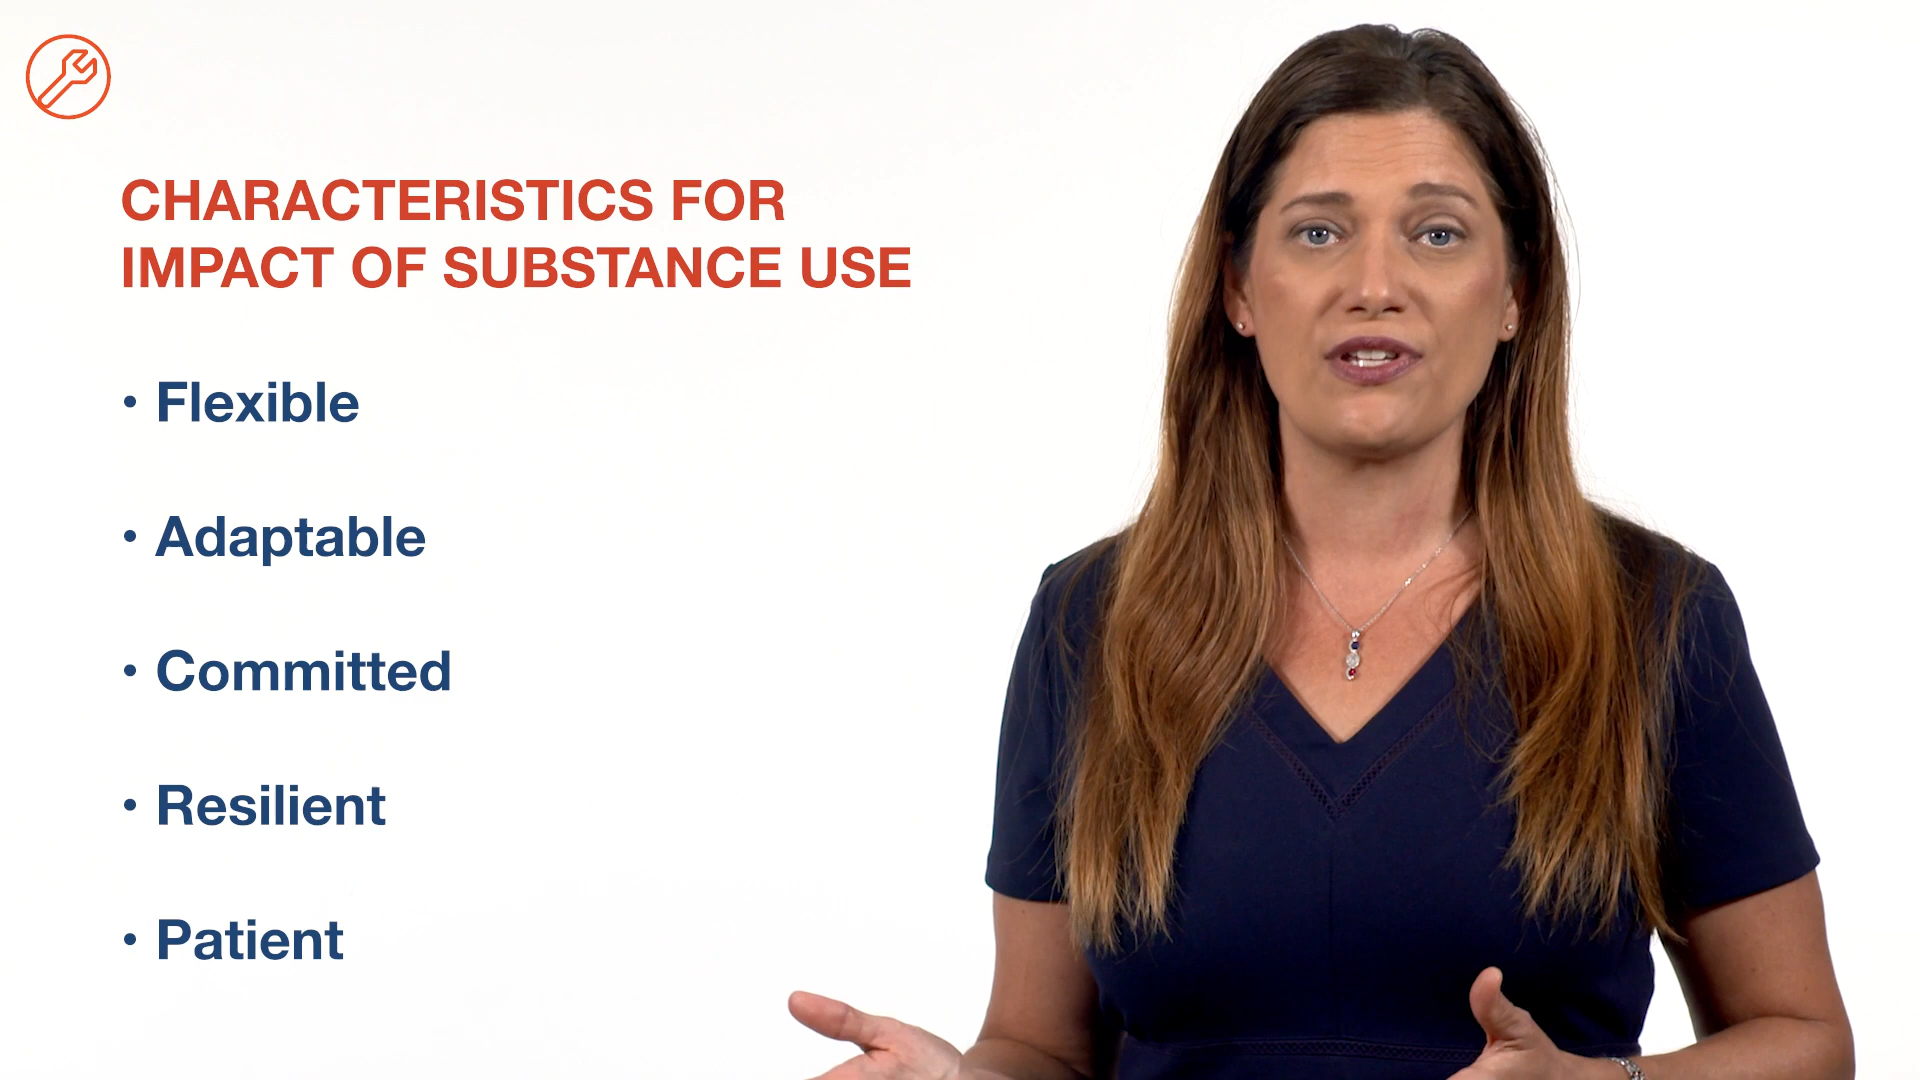 CHARACTERISTICS FOR
IMPACT OF SUBSTANCE USE
• Flexible
• Adaptable
• Committed
• Resilient
• Patient